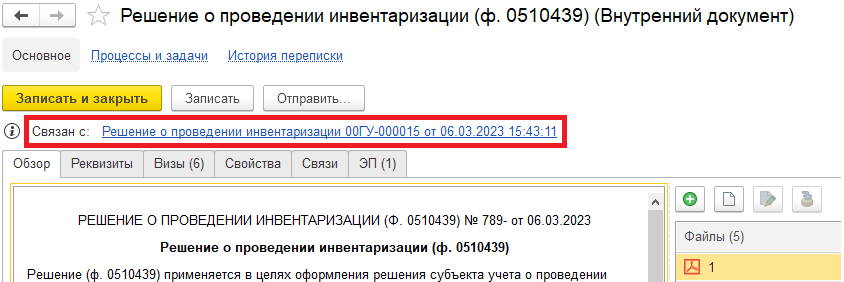 Решение о проведении инвентаризации (ф. 0510439) (Внутренний документ)
Основное Процессы и задачи История переписки
Записать и закрыть Записать Отправить...
Связан с: Решение о проведении инвентаризации 00ГУ-000015 от 06.03.2023 15:43:11
Обзор Реквизиты Визы (6) Свойства Связи ЭП (1)
РЕШЕНИЕ О ПРОВЕДЕНИИ ИНВЕНТАРИЗАЦИИ (Ф. 0510439) № 789- от 06.03.2023
Решение о проведении инвентаризации (ф. 0510439)
Решение (ф. 0510439) применяется в целях оформления решения субъекта учета о проведении
Файлы (5)
1